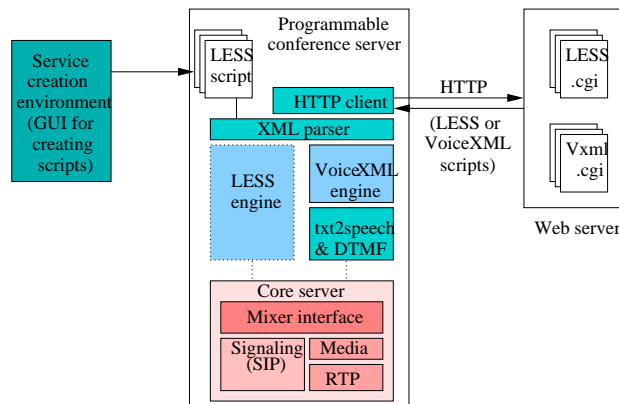 Service
creation
environment
(GUI for
creating
scripts)
Programmable
conference server
LESS
script
HTTP client
XML parser
LESS
engine
VoiceXML
engine
txt2speech
& DTMF
Core server
Mixer interface
Signaling
(SIP)
Media
RTP
HTTP
(LESS or
VoiceXML
scripts)
LESS
.cgi
Vxml
.cgi
Web server